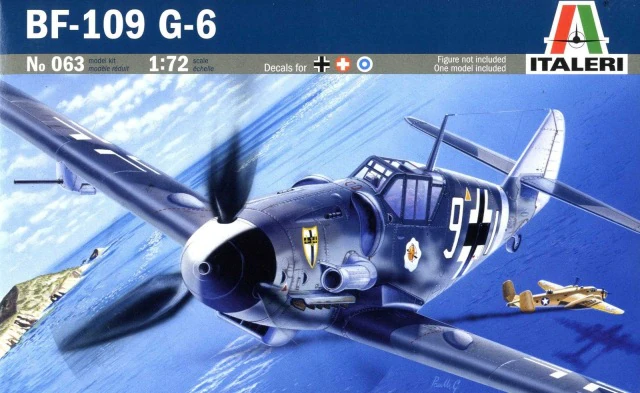 BF-109 G-6
No 063 model kit
modèle réduit
1:72 scale
échelle
Decals for
Figure not included
One model included
ITALERI
9